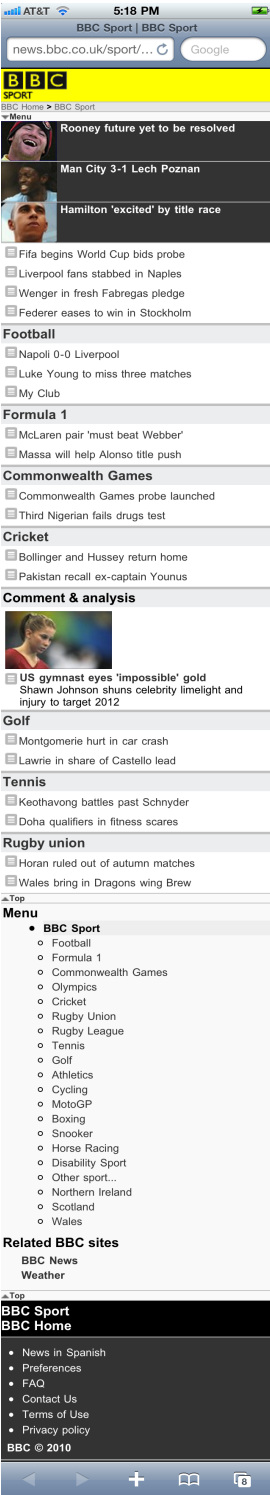 AT&T 5:18 PM
BBC Sport | BBC Sport
news.bbc.co.uk/sport/... Google
BBC
SPORT
BBC Home > BBC Sport
Menu
Rooney future yet to be resolved
Man City 3-1 Lech Poznan
Hamilton 'excited' by title race
Fifa begins World Cup bids probe
Liverpool fans stabbed in Naples
Wenger in fresh Fabregas pledge
Federer eases to win in Stockholm
Football
Napoli 0-0 Liverpool
Luke Young to miss three matches
My Club
Formula 1
McLaren pair 'must beat Webber'
Massa will help Alonso title push
Commonwealth Games
Commonwealth Games probe launched
Third Nigerian fails drugs test
Cricket
Bollinger and Hussey return home
Pakistan recall ex-captain Younus
Comment & analysis
US gymnast eyes 'impossible' gold
Shawn Johnson shuns celebrity limelight and
injury to target 2012
Golf
Montgomerie hurt in car crash
Lawrie in share of Castello lead
Tennis
Keothavong battles past Schnyder
Doha qualifiers in fitness scares
Rugby union
Horan ruled out of autumn matches
Wales bring in Dragons wing Brew
Top
Menu
BBC Sport
Football
Formula 1
Commonwealth Games
Olympics
Cricket
Rugby Union
Rugby League
Tennis
Golf
Athletics
Cycling
MotoGP
Boxing
Snooker
Horse Racing
Disability Sport
Other sport...
Northern Ireland
Scotland
Wales
Related BBC sites
BBC News
Weather
Top
BBC Sport
BBC Home
News in Spanish
Preferences
FAQ
Contact Us
Terms of Use
Privacy policy
BBC © 2010
8